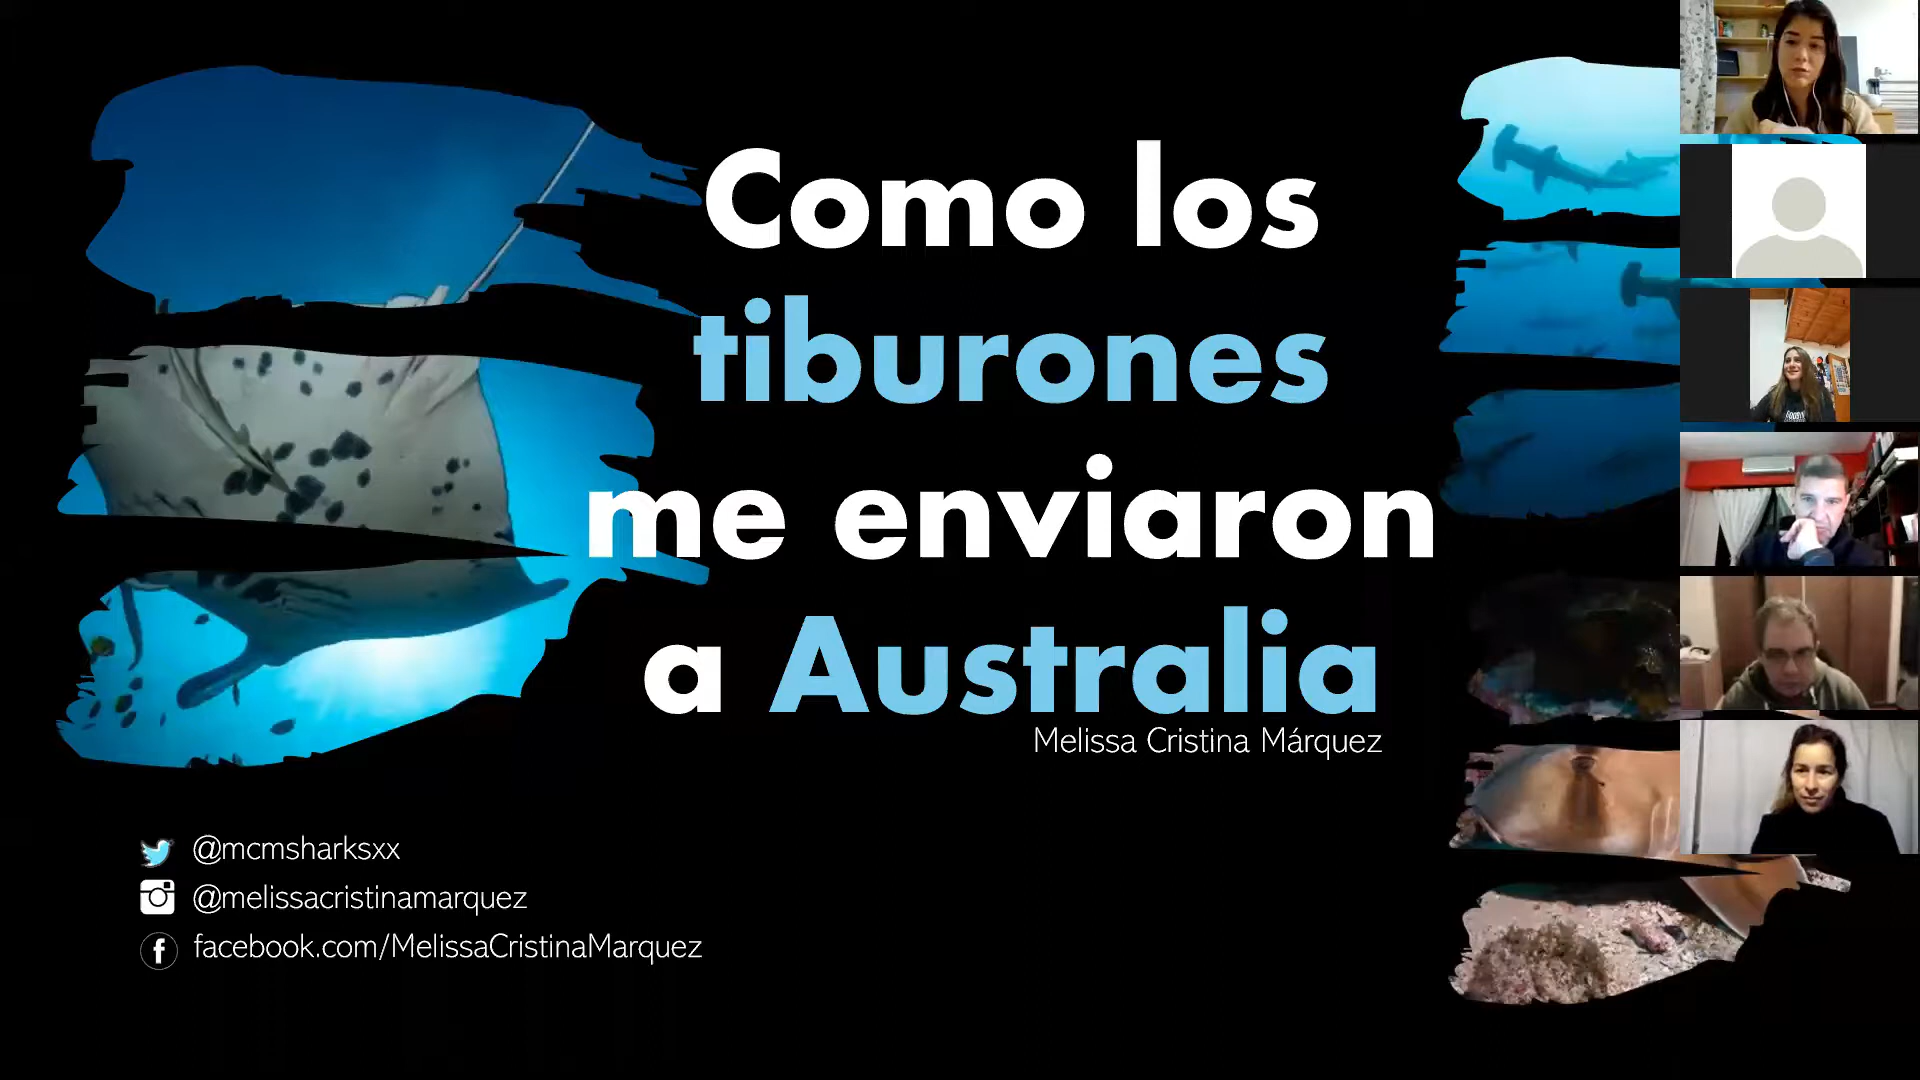 Como los
tiburones
me enviaron
a Australia
Melissa Cristina Márquez
@mcmsharksxx
@melissacristinamarquez
facebook.com/MelissaCristinaMarquez